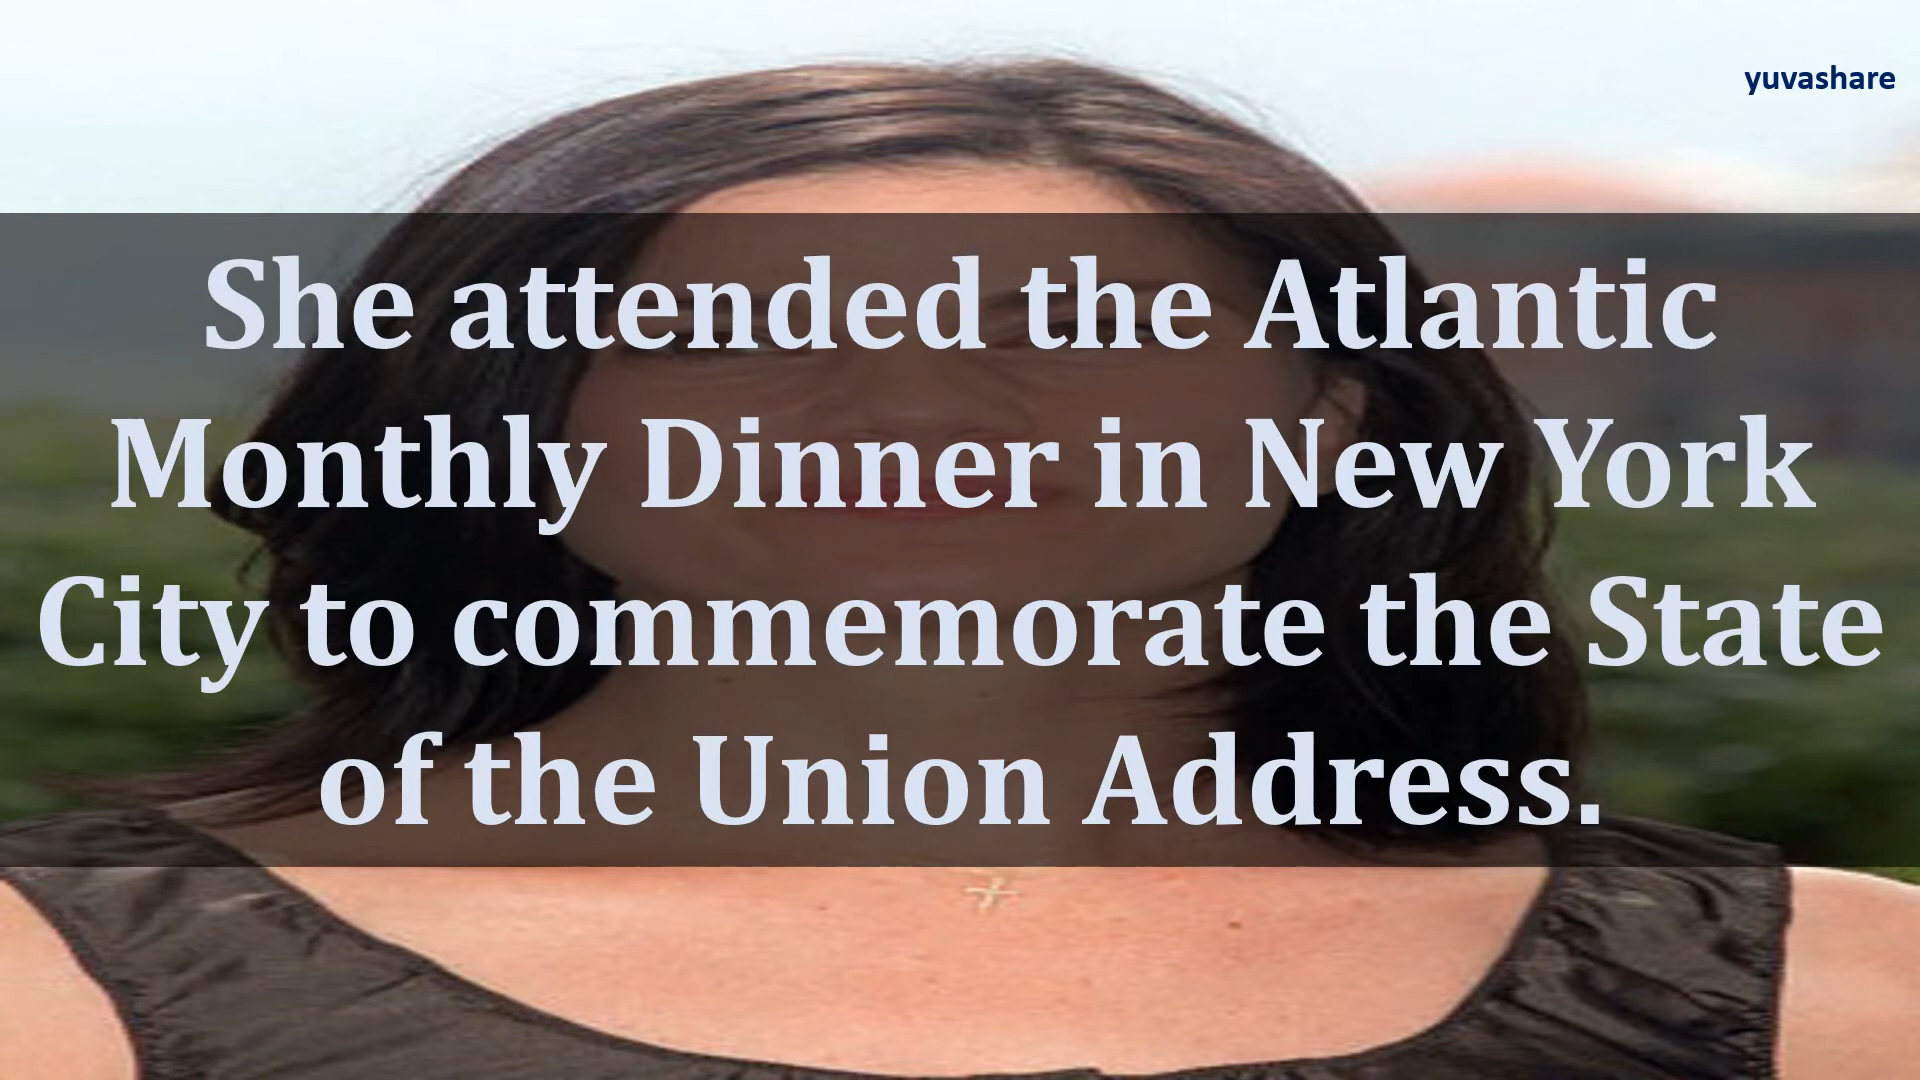 yuvashare
She attended the Atlantic
Monthly Dinner in New York
City to commemorate the State
of the Union Address.